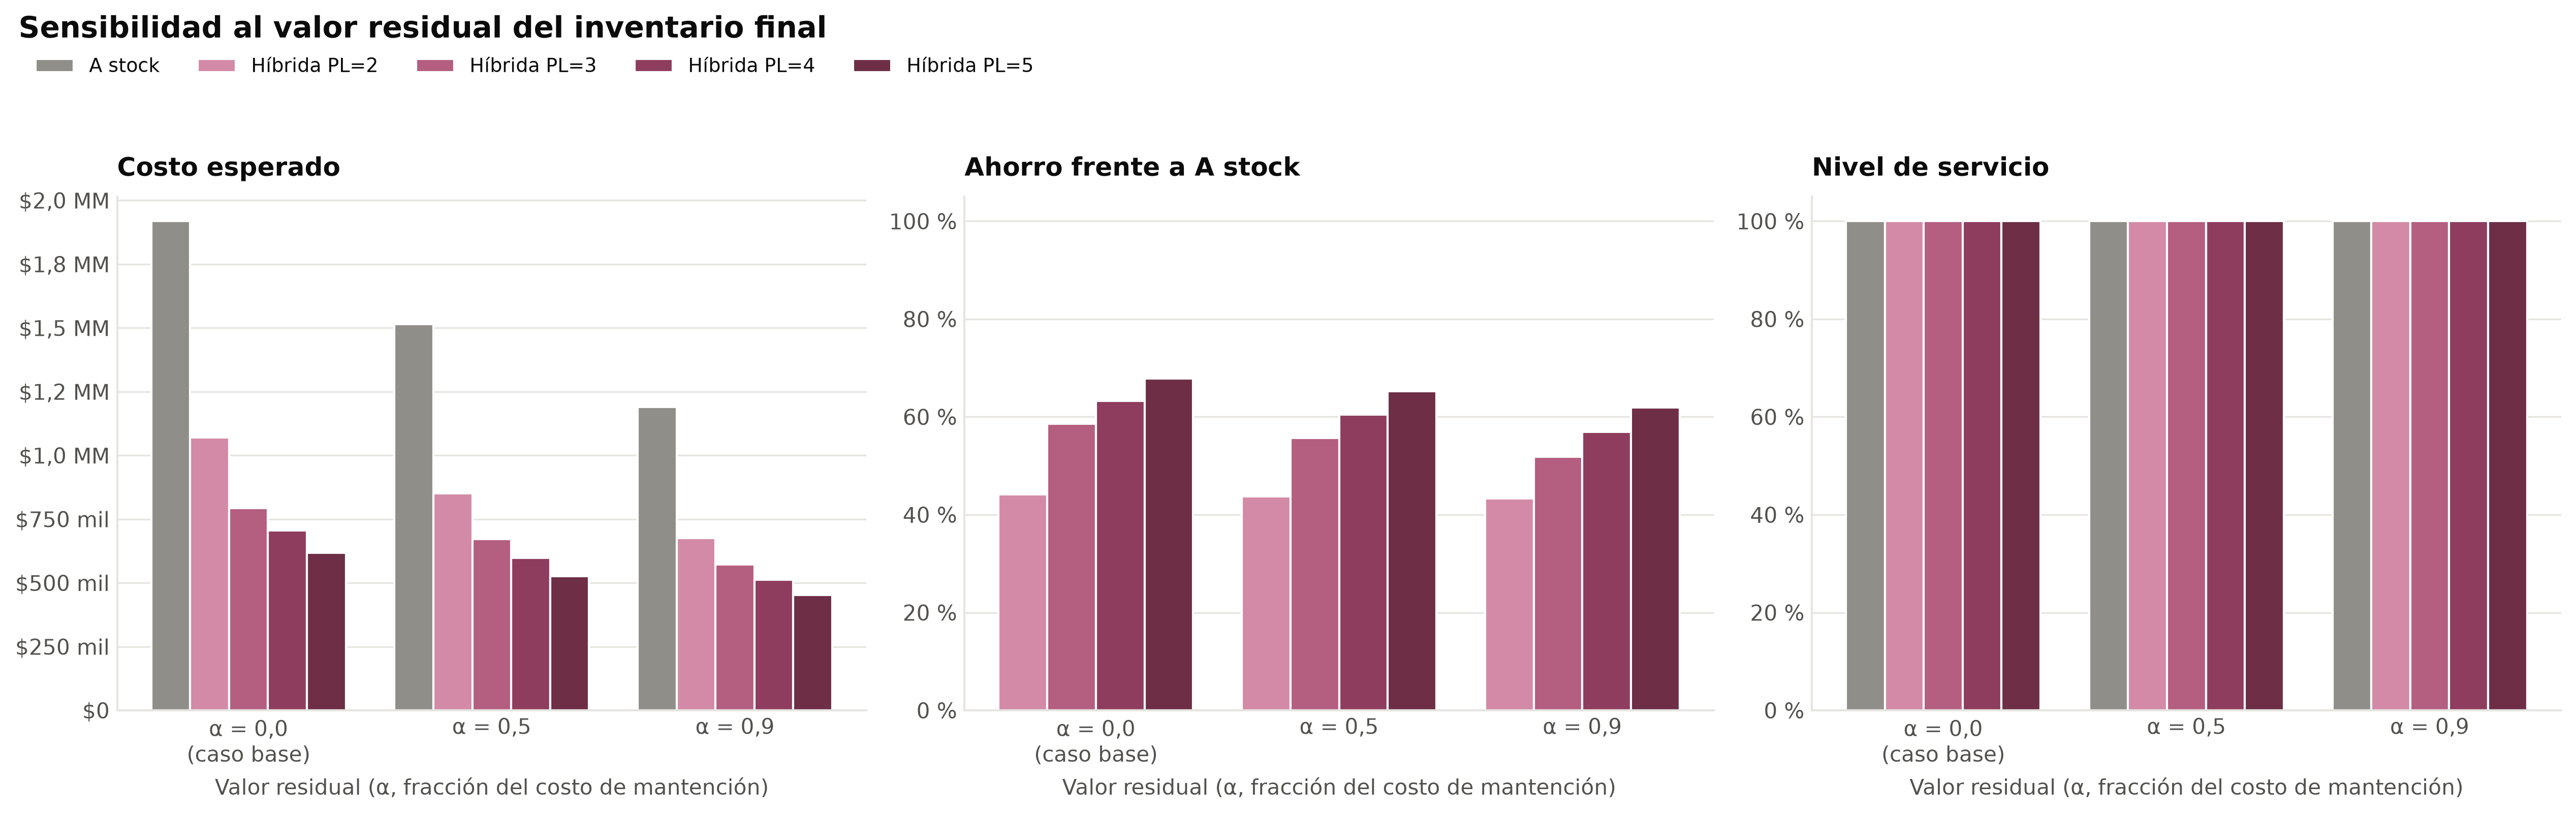 Sensibilidad al valor residual del inventario final
A stock
Híbrida PL=2
Híbrida PL=3
Híbrida PL=4
Híbrida PL=5
Costo esperado
$2,0 MM
$1,8 MM
$1,5 MM
$1,2 MM
$1,0 MM
$750 mil
$500 mil
$250 mil
$0
α = 0,0
(caso base)
α = 0,5
α = 0,9
Valor residual (α, fracción del costo de mantención)
Ahorro frente a A stock
100 %
80 %
60 %
40 %
20 %
0 %
α = 0,0
(caso base)
α = 0,5
α = 0,9
Valor residual (α, fracción del costo de mantención)
Nivel de servicio
100 %
80 %
60 %
40 %
20 %
0 %
α = 0,0
(caso base)
α = 0,5
α = 0,9
Valor residual (α, fracción del costo de mantención)